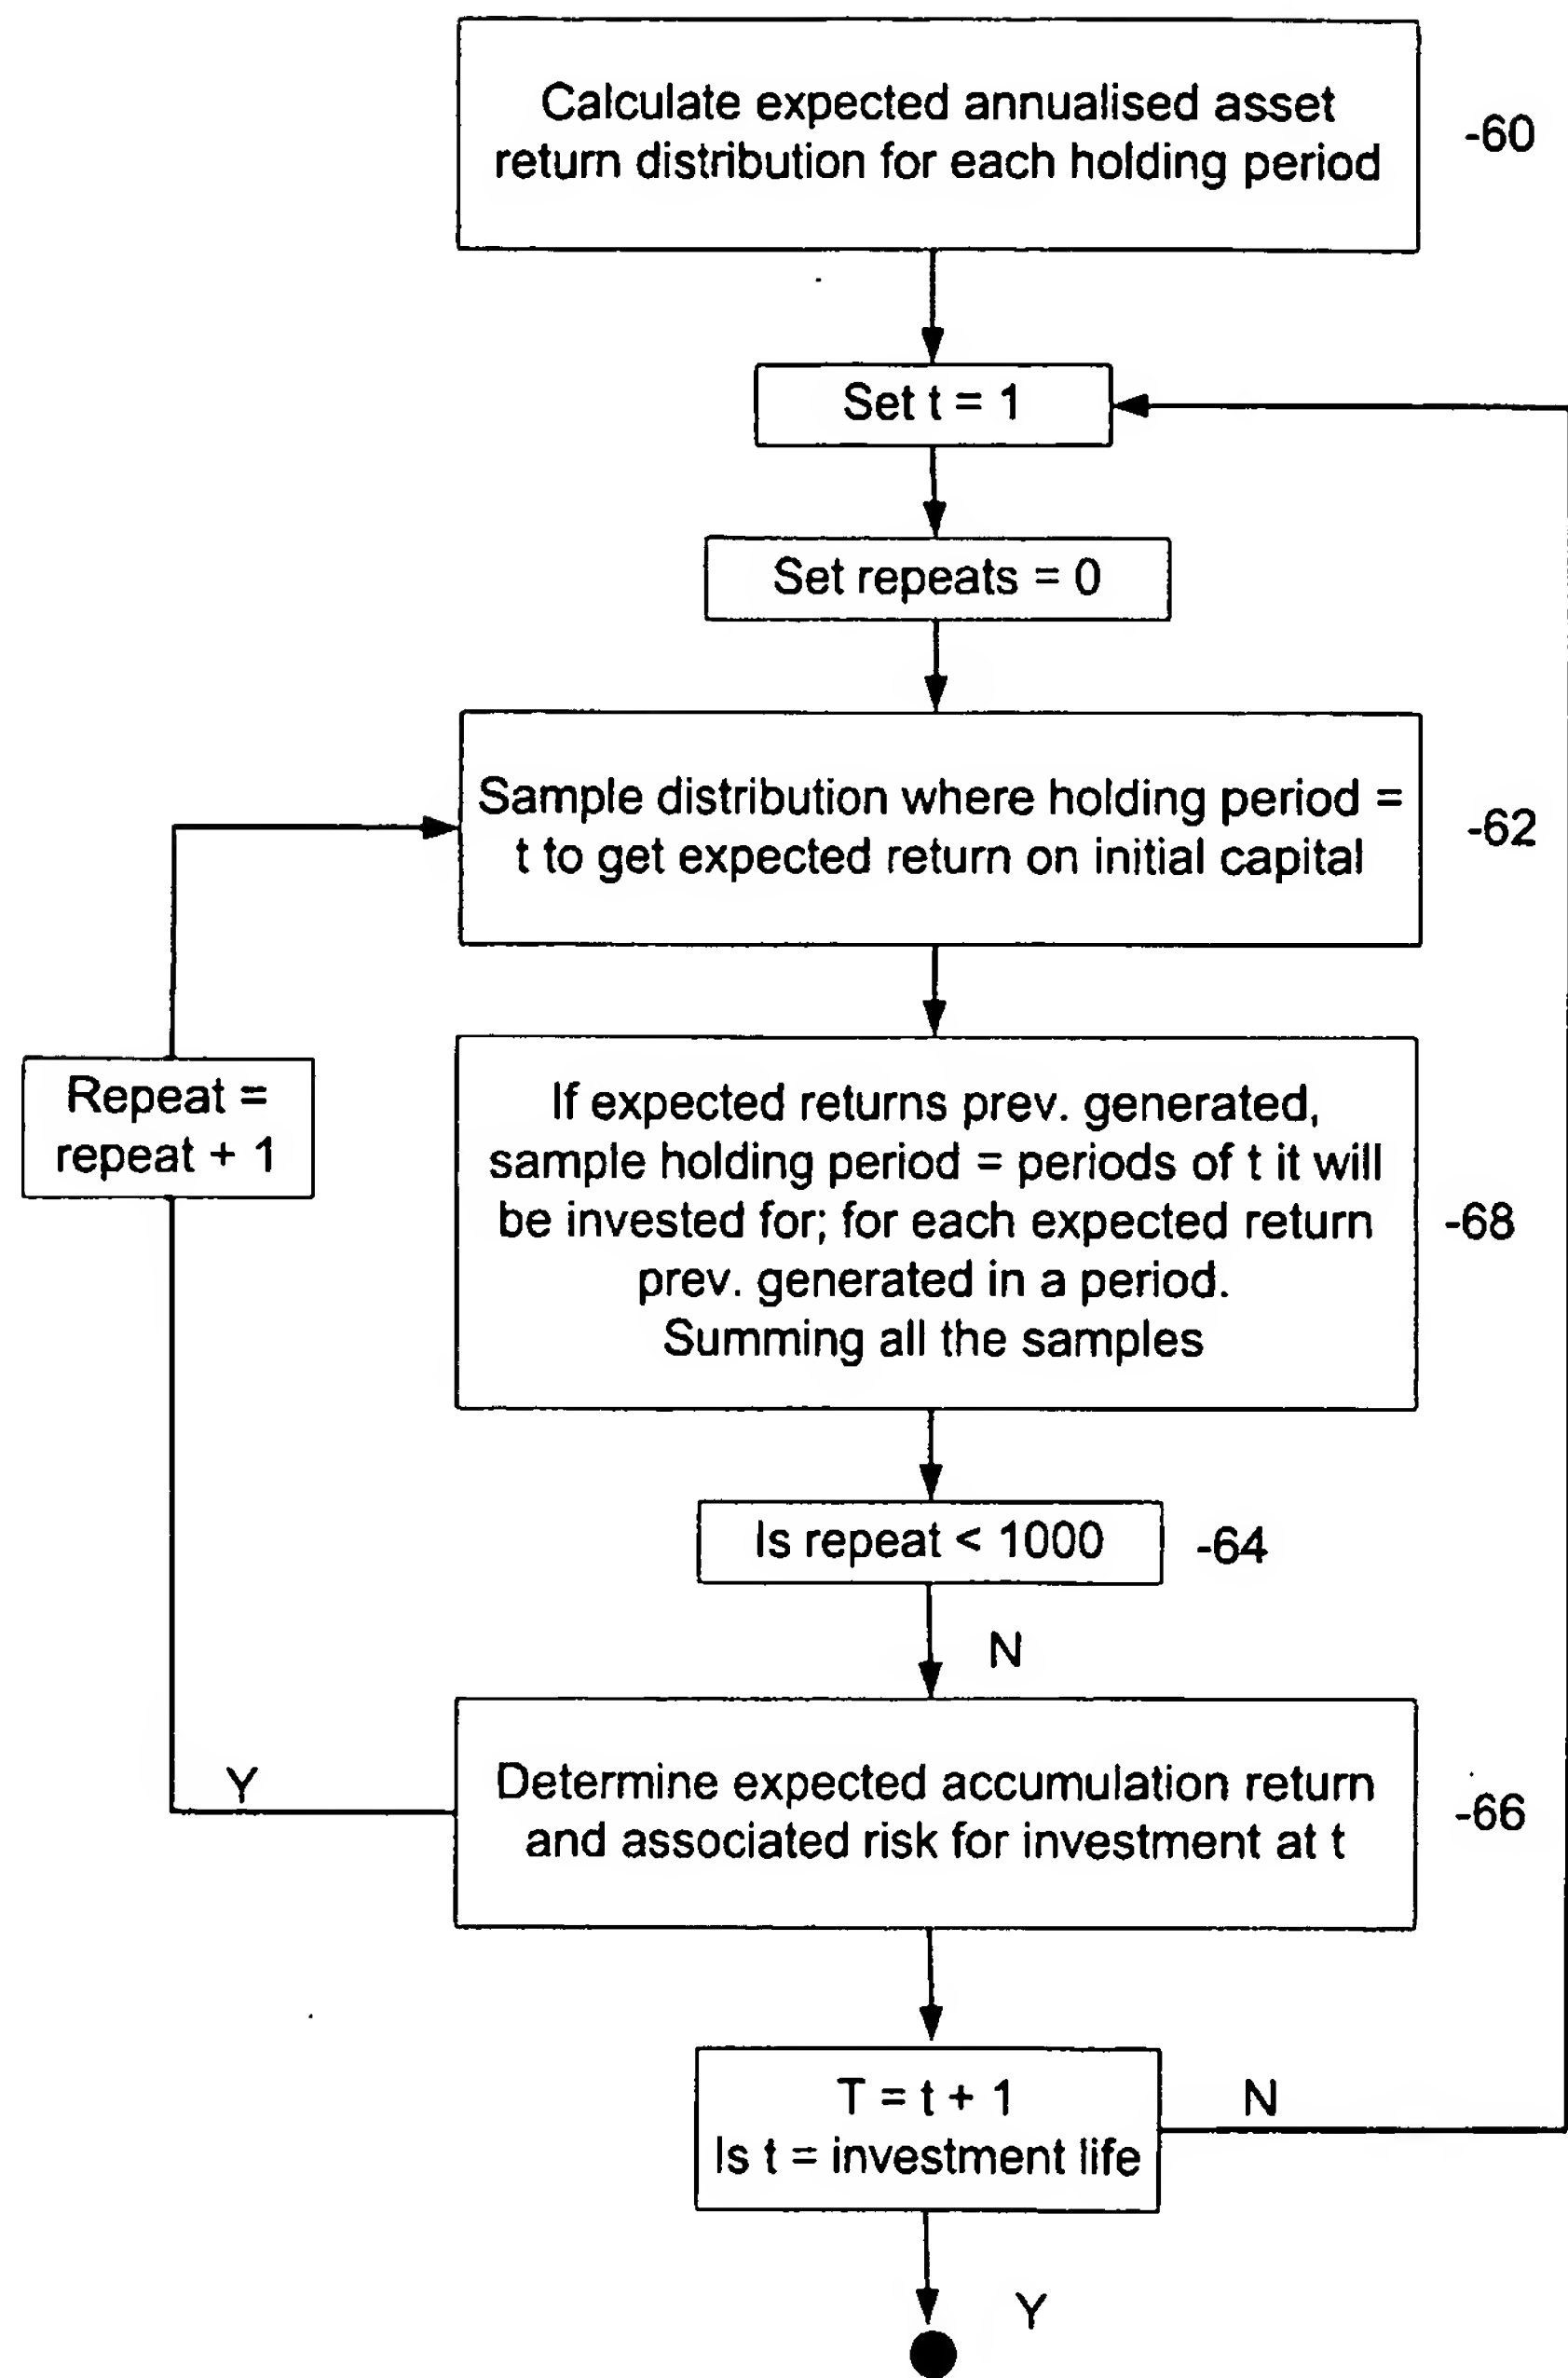 Calculate expected annualised asset
return distribution for each holding period
-60
Set t = 1
Set repeats = 0
Sample distribution where holding period =
t to get expected return on initial capital
-62
Repeat =
repeat + 1
If expected returns prev. generated,
sample holding period = periods of t it will
be invested for; for each expected return
prev. generated in a period.
Summing all the samples
-68
Is repeat < 1000
-64
N
Y
Determine expected accumulation return
and associated risk for investment at t
-66
T = t + 1
Is t = investment life
N
Y